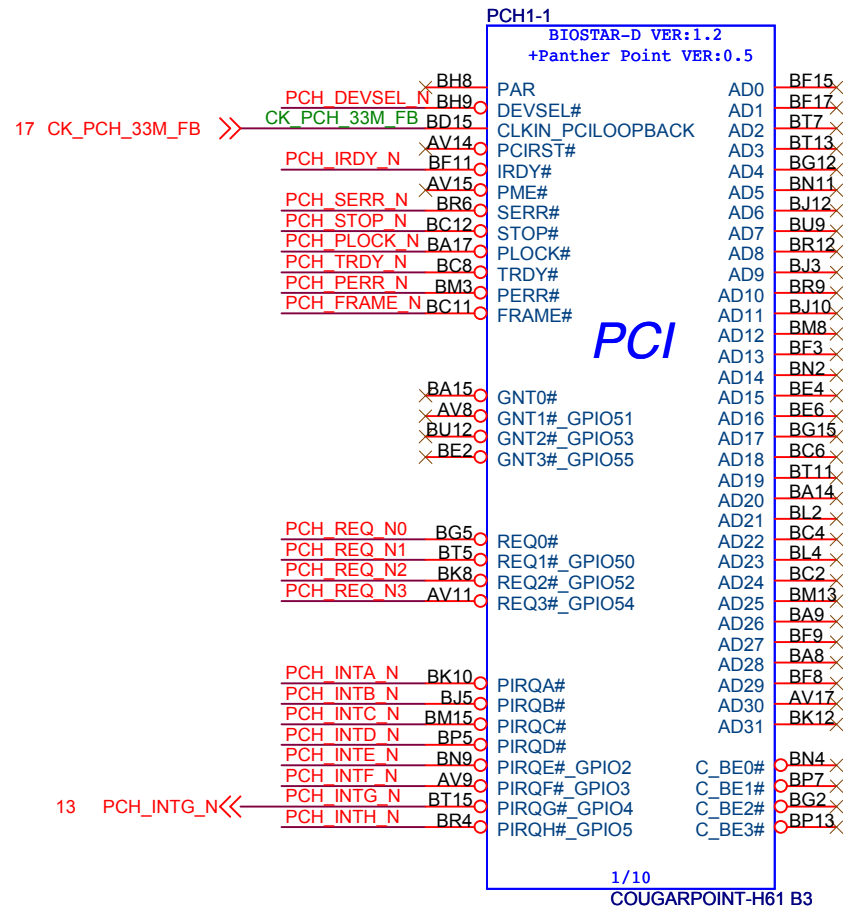 PCH1-1
BIOSTAR-D VER:1.2
+Panther Point VER:0.5
BH8 PAR AD0 BF15
PCH_DEVSEL_N BH9 DEVSEL# AD1 BF17
17 CK_PCH_33M_FB CK_PCH_33M_FB BD15 CLKIN_PCILOOPBACK AD2 BT7
AV14 PCIRST# AD3 BT13
PCH_IRDY_N BF11 IRDY# AD4 BG12
AV15 PME# AD5 BN11
PCH_SERR_N BR6 SERR# AD6 BJ12
PCH_STOP_N BC12 STOP# AD7 BU9
PCH_PLOCK_N BA17 PLOCK# AD8 BR12
PCH_TRDY_N BC8 TRDY# AD9 BJ3
PCH_PERR_N BM3 PERR# AD10 BR9
PCH_FRAME_N BC11 FRAME# AD11 BJ10
PCI
AD12 BM8
AD13 BF3
AD14 BN2
BA15 GNT0# AD15 BE4
AV8 GNT1#_GPIO51 AD16 BE6
BU12 GNT2#_GPIO53 AD17 BG15
BE2 GNT3#_GPIO55 AD18 BC6
AD19 BT11
AD20 BA14
AD21 BL2
PCH_REQ_N0 BG5 REQ0# AD22 BC4
PCH_REQ_N1 BT5 REQ1#_GPIO50 AD23 BL4
PCH_REQ_N2 BK8 REQ2#_GPIO52 AD24 BC2
PCH_REQ_N3 AV11 REQ3#_GPIO54 AD25 BM13
AD26 BA9
AD27 BF9
AD28 BA8
PCH_INTA_N BK10 PIRQA# AD29 BF8
PCH_INTB_N BJ5 PIRQB# AD30 AV17
PCH_INTC_N BM15 PIRQC# AD31 BK12
PCH_INTD_N BP5 PIRQD#
PCH_INTE_N BN9 PIRQE#_GPIO2 C_BE0# BN4
PCH_INTF_N AV9 PIRQF#_GPIO3 C_BE1# BP7
13 PCH_INTG_N PCH_INTG_N BT15 PIRQG#_GPIO4 C_BE2# BG2
PCH_INTH_N BR4 PIRQH#_GPIO5 C_BE3# BP13
1/10
COUGARPOINT-H61 B3